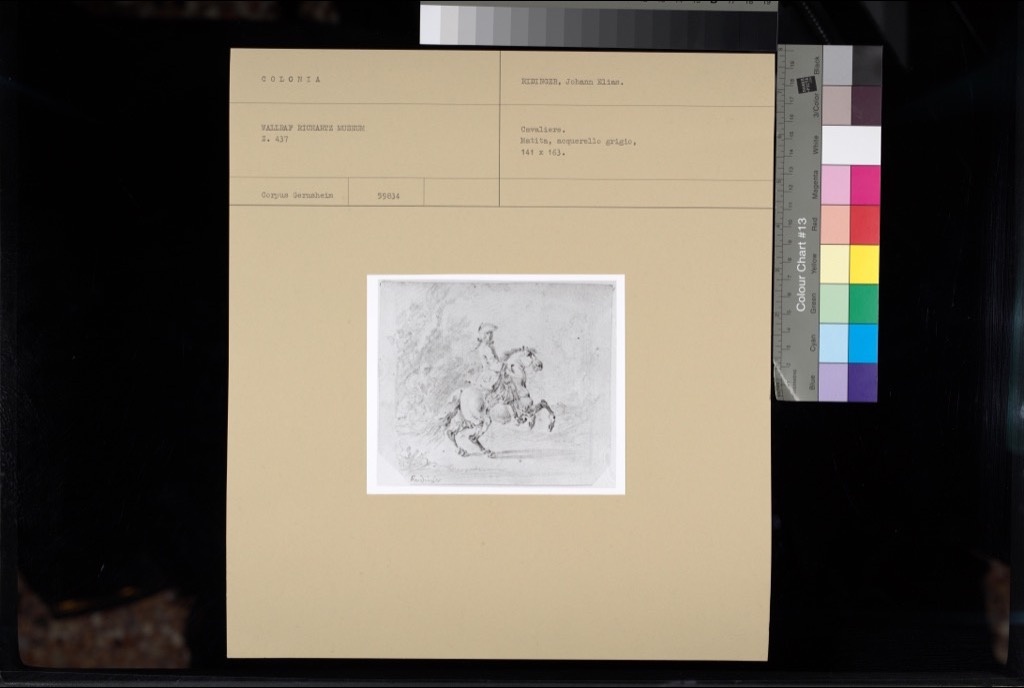 COLONIA
RIDINGER, Johann Elias.
WALLRAF RICHARTZ MUSEUM
Z. 437
Cavaliere.
Matita, acquerello grigio,
141 x 163.
Corpus Gernsheim 59834
Colour Chart #13
Black
3/Color
White
Magenta
Red
Yellow
Green
Cyan
Blue